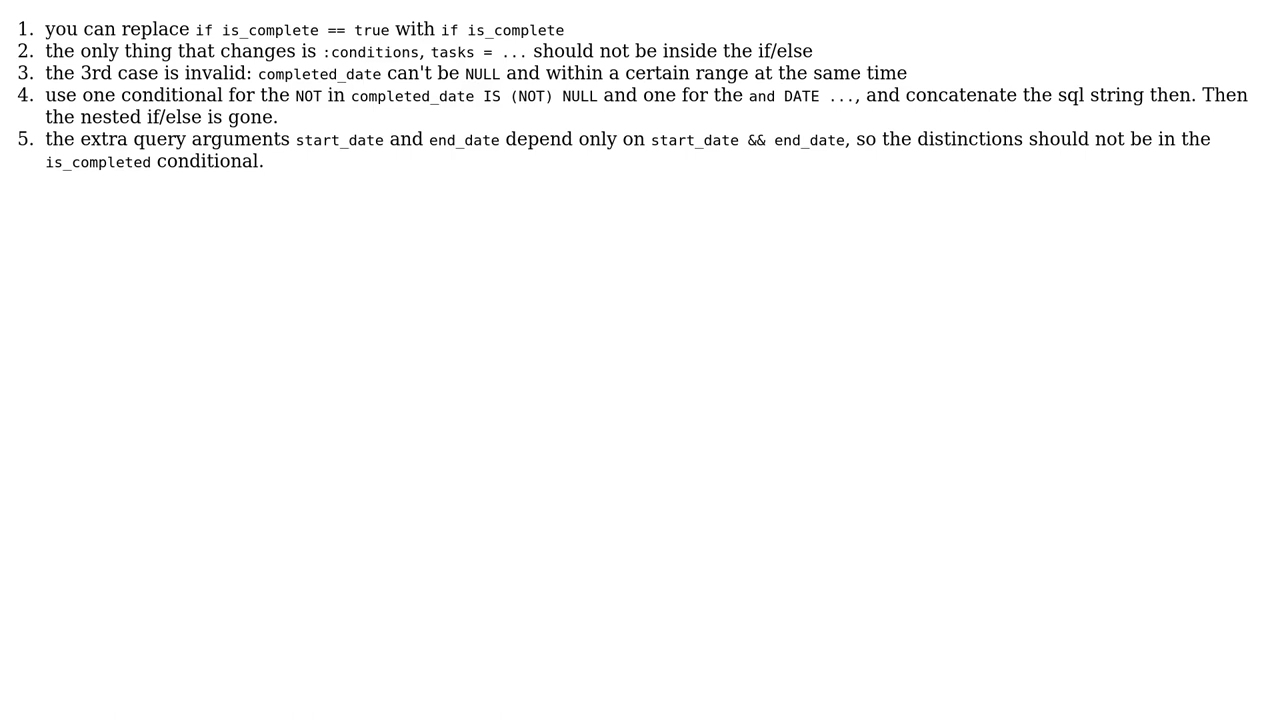 1. you can replace if is_complete == true with if is_complete
2. the only thing that changes is :conditions, tasks = ... should not be inside the if/else
3. the 3rd case is invalid: completed_date can't be NULL and within a certain range at the same time
4. use one conditional for the NOT in completed_date IS (NOT) NULL and one for the and DATE ..., and concatenate the sql string then. Then
the nested if/else is gone.
5. the extra query arguments start_date and end_date depend only on start_date && end_date, so the distinctions should not be in the
is_completed conditional.